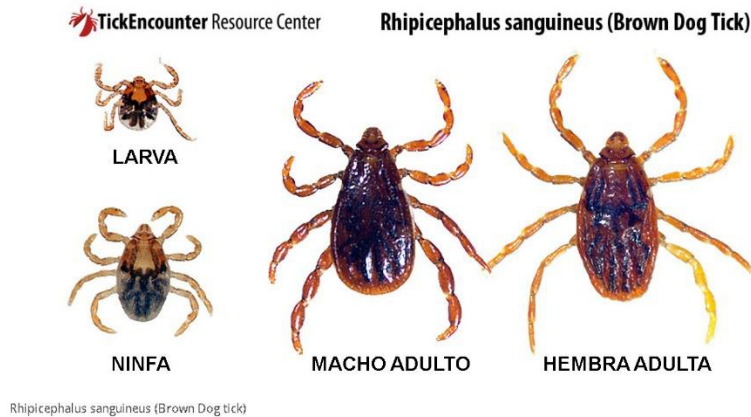 TickEncounter Resource Center
Rhipicephalus sanguineus (Brown Dog Tick)
LARVA
NINFA
MACHO ADULTO
HEMBRA ADULTA
Rhipicephalus sanguineus (Brown Dog tick)